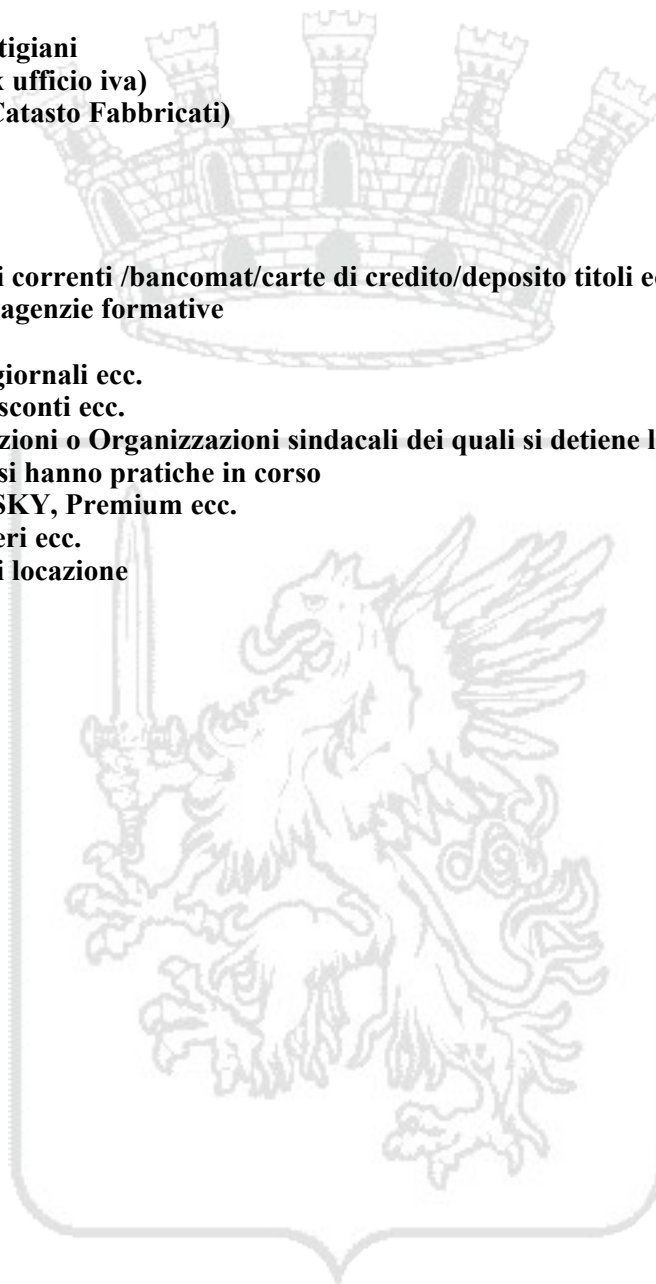 tigiani
ufficio iva)
Catasto Fabbricati)
i correnti /bancomat/carte di credito/deposito titoli
agenzie formative
giornali ecc.
sconti ecc.
zioni o Organizzazioni sindacali dei quali si detiene l
si hanno pratiche in corso
SKY, Premium ecc.
eri ecc.
i locazione